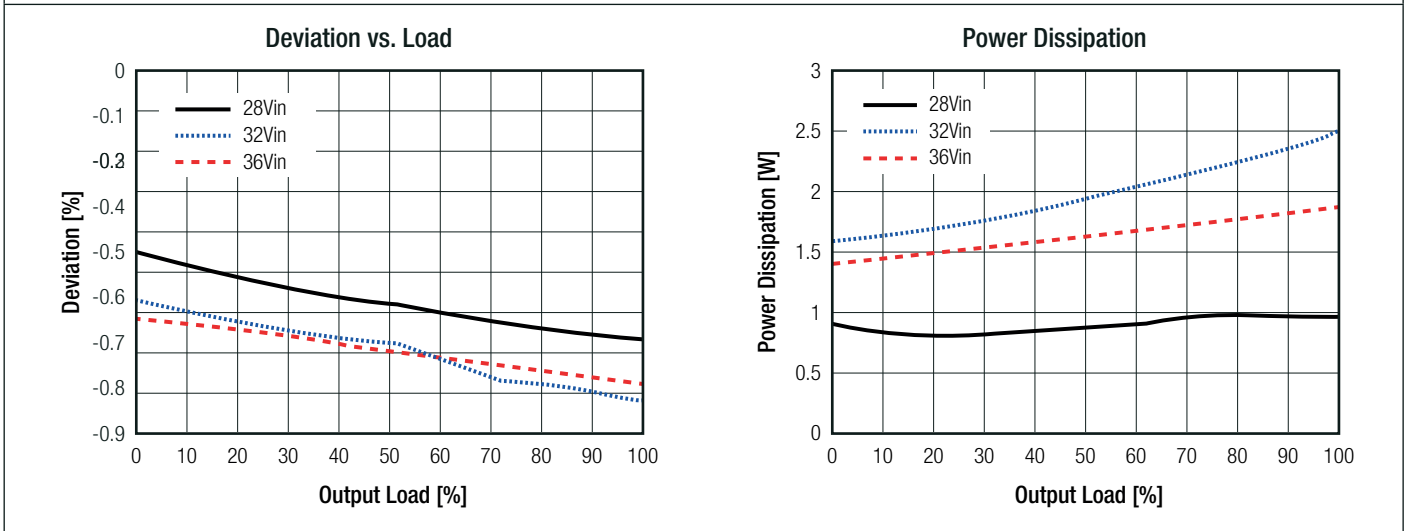 Deviation vs. Load
0
-0.1
-0.4
-0.5
-0.6
-0.7
-0.8
-0.9
Deviation [%]
28Vin
32Vin
36Vin
0 10 20 30 40 50 60 70 80 90 100
Output Load [%]
Power Dissipation
3
2.5
2
1.5
1
0.5
0
Power Dissipation [W]
28Vin
32Vin
36Vin
0 10 20 30 40 50 60 70 80 90 100
Output Load [%]